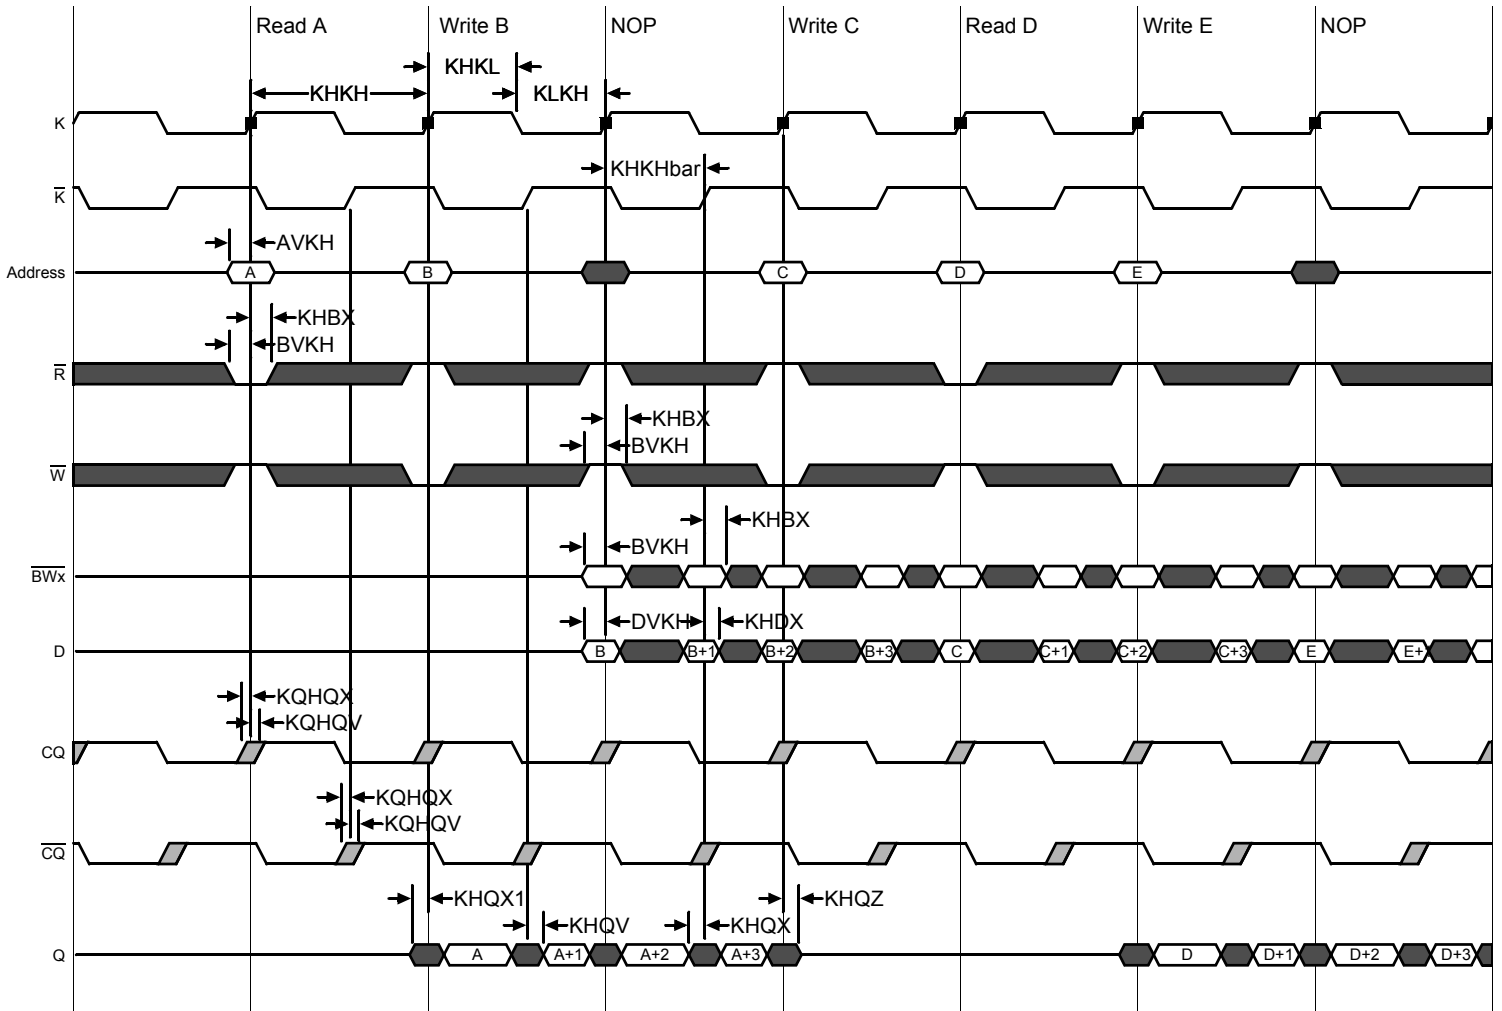 Read A Write B NOP Write C Read D Write E NOP
KHKL
KHKH KLKH
K
KHKHbar
K
AVKH
Address A B C D E
KHBX
BVKH
R
KHBX
BVKH
W
KHBX
BVKH
BWx
DVKH KHDX
D B B+1 B+2 B+3 C C+1 C+2 C+3 E E+
KQHQX
KQHQV
CQ
KQHQX
KQHQV
CQ
KHQX1 KHQV KHQX KHQZ
Q A A+1 A+2 A+3 D D+1 D+2 D+3